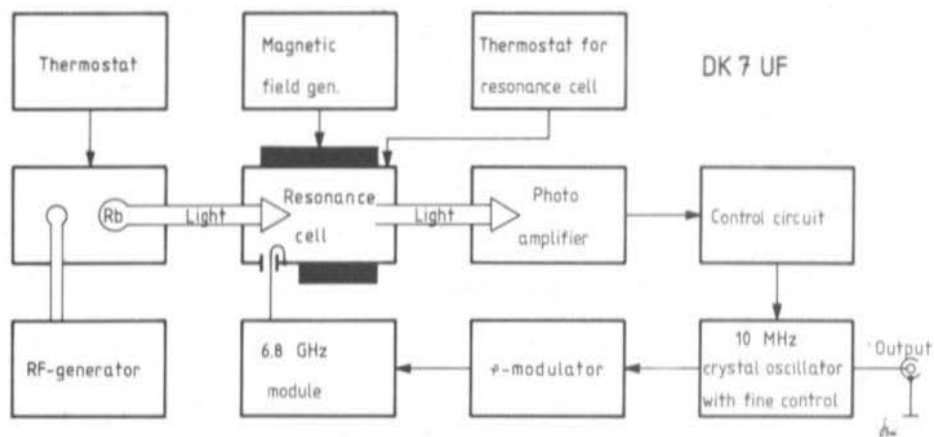 Thermostat
Magnetic
field gen.
Thermostat for
resonance cell
DK 7 UF
Rb
Light
Resonance
cell
Light
Photo
amplifier
Control circuit
RF-generator
6.8 GHz
module
φ-modulator
10 MHz
crystal oscillator
with fine control
Output